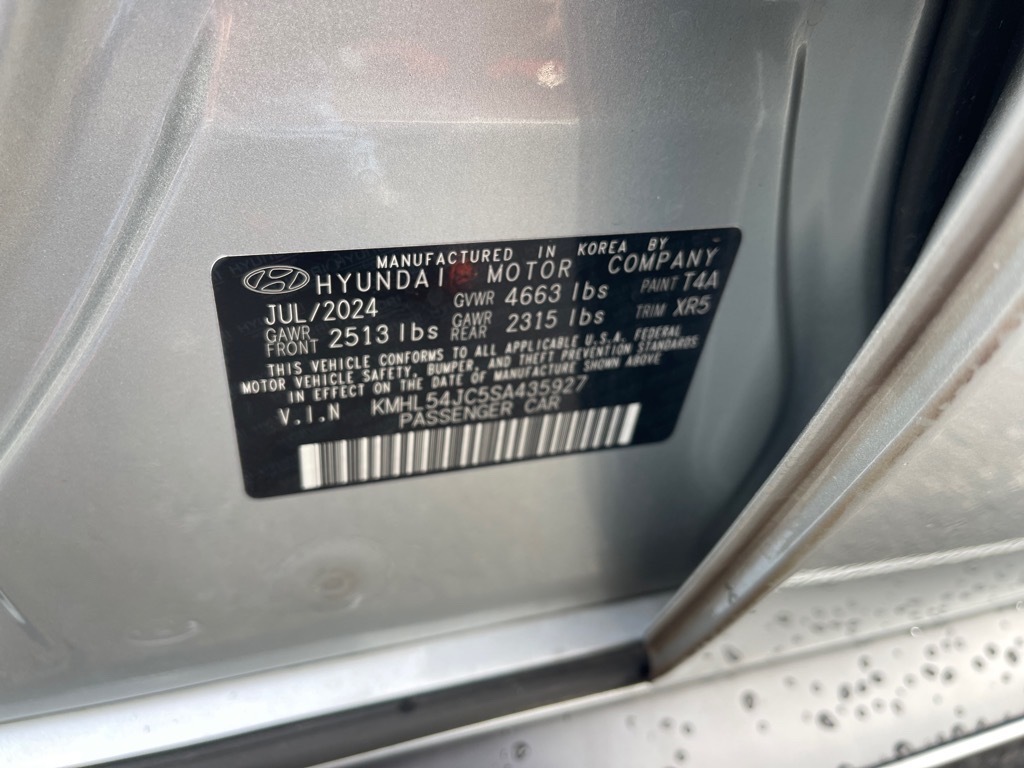 MANUFACTURED IN KOREA BY
HYUNDAI MOTOR COMPANY
JUL/2024 GVWR 4663 lbs PAINT T4A
GAWR FRONT 2513 lbs GAWR REAR 2315 lbs TRIM XR5
THIS VEHICLE CONFORMS TO ALL APPLICABLE U.S.A. FEDERAL
MOTOR VEHICLE SAFETY, BUMPER, AND THEFT PREVENTION STANDARDS
IN EFFECT ON THE DATE OF MANUFACTURE SHOWN ABOVE
V.I.N KMHL54JC5SA435927
PASSENGER CAR